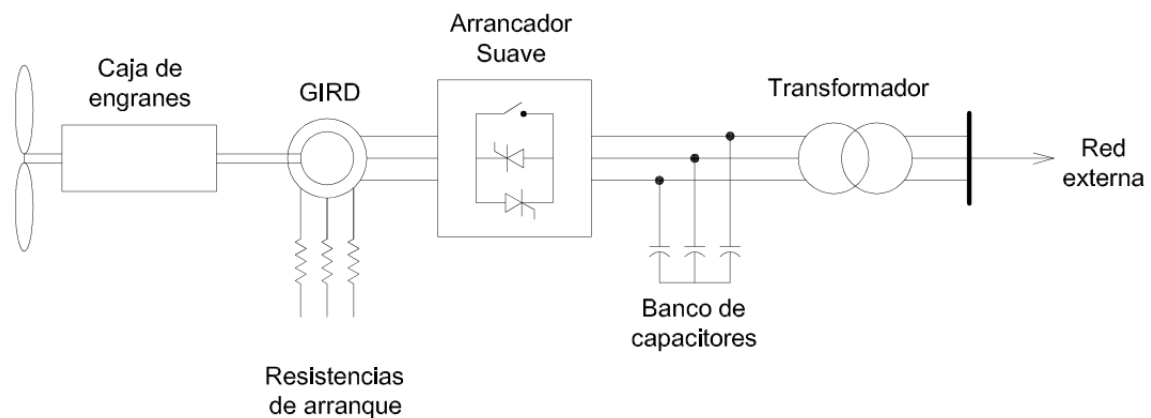 Arrancador
Suave
Caja de
engranes
GIRD
Transformador
Red
externa
Banco de
capacitores
Resistencias
de arranque